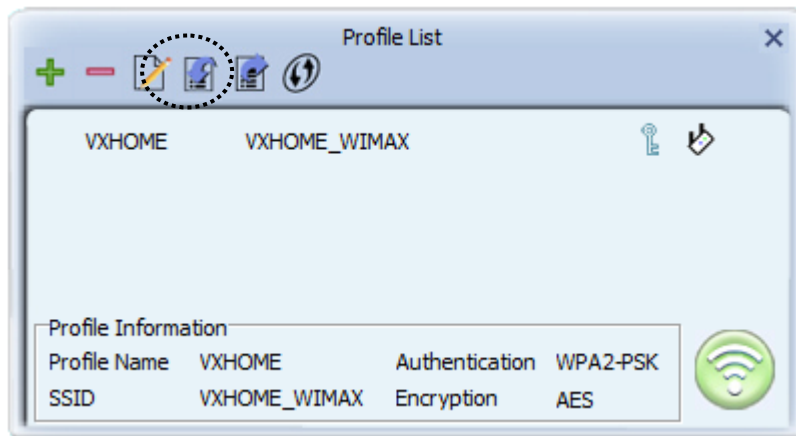 Profile List
VXHOME VXHOME_WIMAX
Profile Information
Profile Name VXHOME Authentication WPA2-PSK
SSID VXHOME_WIMAX Encryption AES